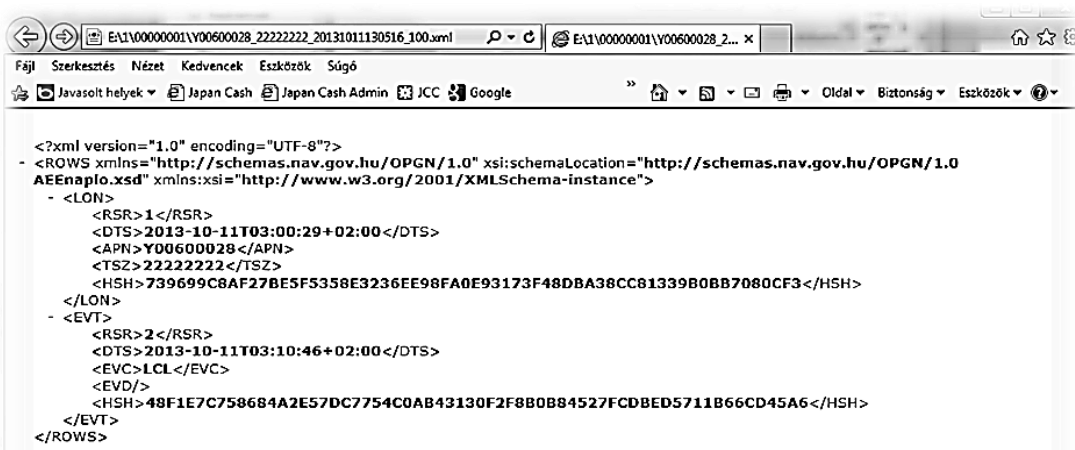 E:\1\00000001\Y00600028_22222222_20131011130516_100.xml
E:\1\00000001\Y00600028_2...
Fájl Szerkesztés Nézet Kedvencek Eszközök Súgó
Javasolt helyek Japan Cash Japan Cash Admin JCC Google Oldal Biztonság Eszközök
<?xml version="1.0" encoding="UTF-8"?>
- <ROWS xmlns="http://schemas.nav.gov.hu/OPGN/1.0" xsi:schemaLocation="http://schemas.nav.gov.hu/OPGN/1.0
AEEnaplo.xsd" xmlns:xsi="http://www.w3.org/2001/XMLSchema-instance">
- <LON>
<RSR>1</RSR>
<DTS>2013-10-11T03:00:29+02:00</DTS>
<APN>Y00600028</APN>
<TSZ>22222222</TSZ>
<HSH>739699C8AF27BE5F5358E3236EE98FA0E93173F48DBA38CC81339B0BB7080CF3</HSH>
</LON>
- <EVT>
<RSR>2</RSR>
<DTS>2013-10-11T03:10:46+02:00</DTS>
<EVC>LCL</EVC>
<EVD/>
<HSH>48F1E7C758684A2E57DC7754C0AB43130F2F8B0B84527FCDBED5711B66CD45A6</HSH>
</EVT>
</ROWS>